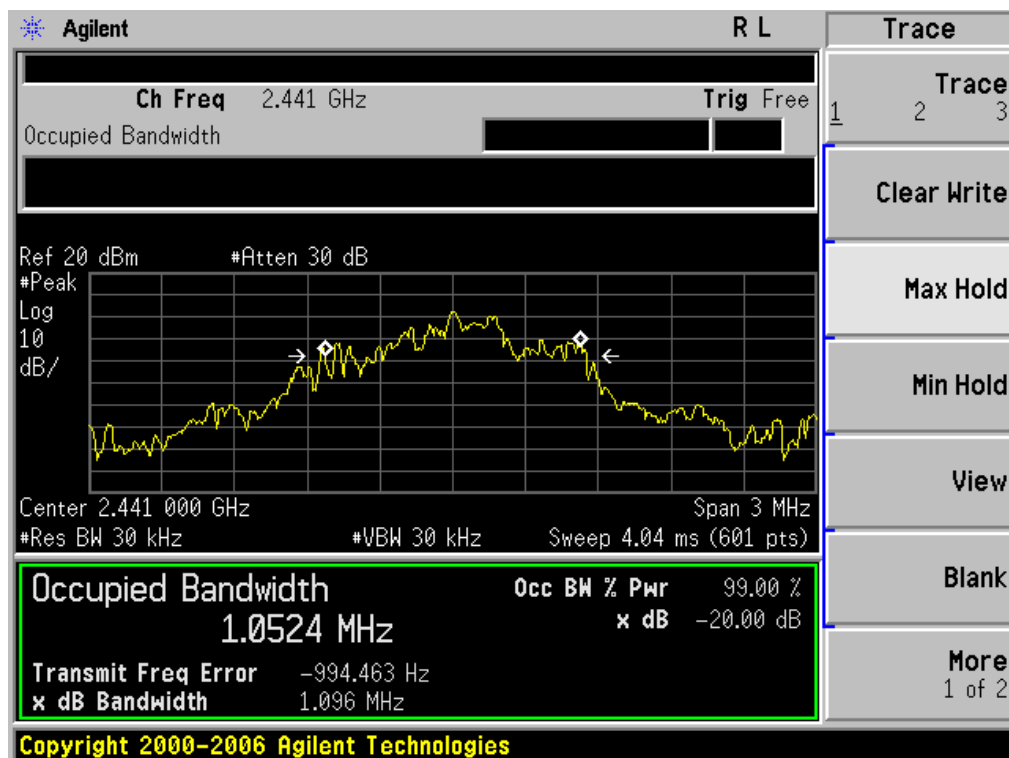 Agilent R L Trace
Ch Freq 2.441 GHz Trig Free
Occupied Bandwidth
Trace
1 2 3
Clear Write
Max Hold
Min Hold
View
Blank
More
1 of 2
Ref 20 dBm #Atten 30 dB
#Peak
Log
10
dB/
Center 2.441 000 GHz Span 3 MHz
#Res BW 30 kHz #VBW 30 kHz Sweep 4.04 ms (601 pts)
Occupied Bandwidth Occ BW % Pwr 99.00 %
1.0524 MHz x dB -20.00 dB
Transmit Freq Error -994.463 Hz
x dB Bandwidth 1.096 MHz
Copyright 2000-2006 Agilent Technologies